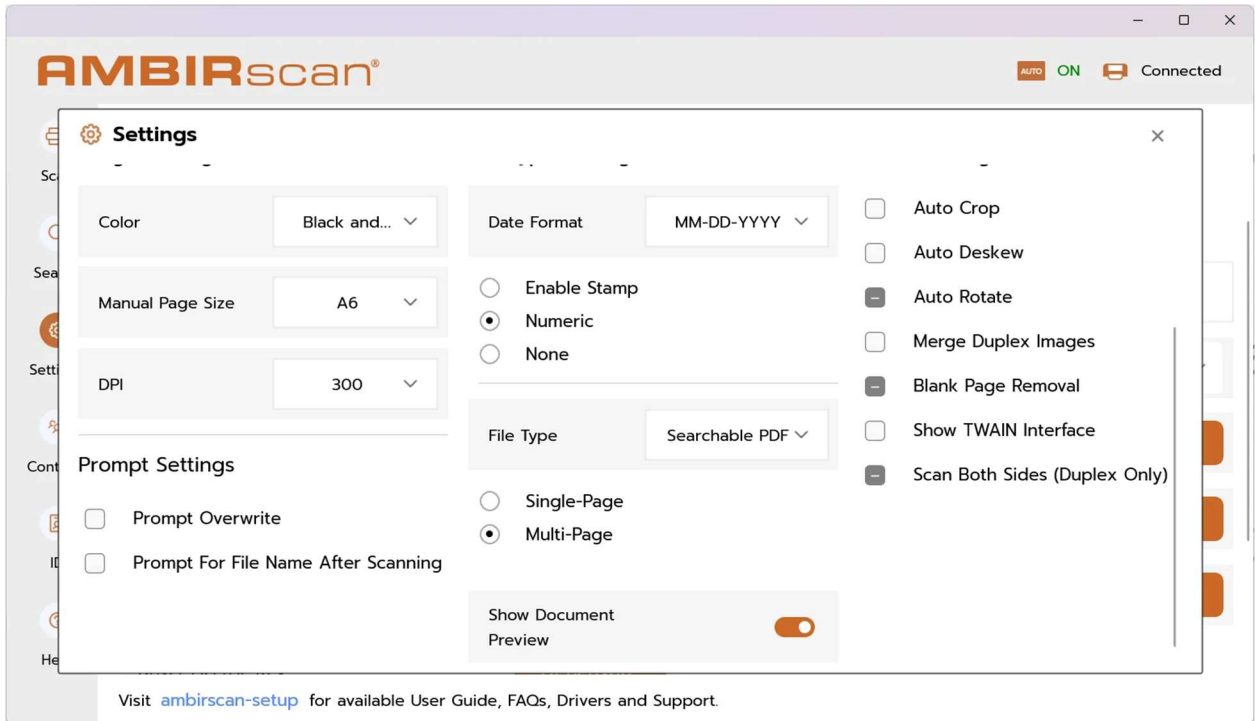 AMBIRscan®
AUTO ON Connected
Settings
Color
Black and...
Manual Page Size
A6
DPI
300
Prompt Settings
Prompt Overwrite
Prompt For File Name After Scanning
Date Format
MM-DD-YYYY
Enable Stamp
Numeric
None
File Type
Searchable PDF
Single-Page
Multi-Page
Show Document
Preview
Auto Crop
Auto Deskew
Auto Rotate
Merge Duplex Images
Blank Page Removal
Show TWAIN Interface
Scan Both Sides (Duplex Only)
Visit ambirscan-setup for available User Guide, FAQs, Drivers and Support.